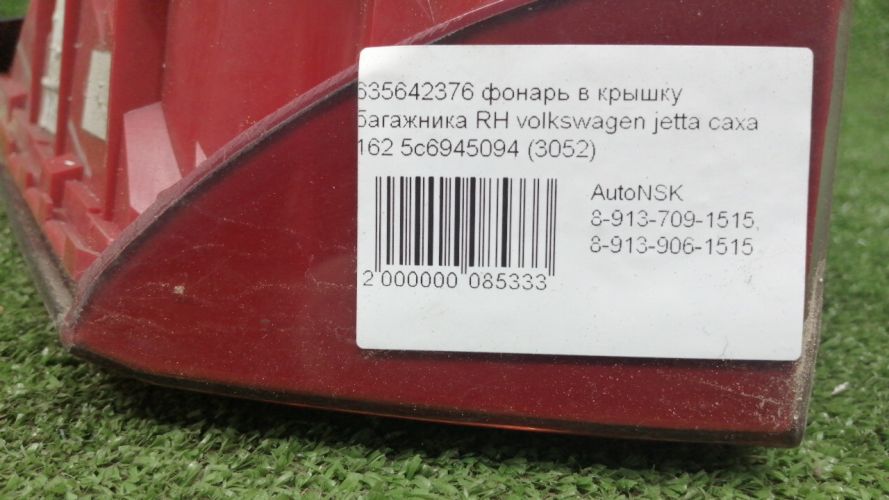 635642376 фонарь в крышку
багажника RH volkswagen jetta caxa
162 5c6945094 (3052)
AutoNSK
8-913-709-1515,
8-913-906-1515
2 000000 085333